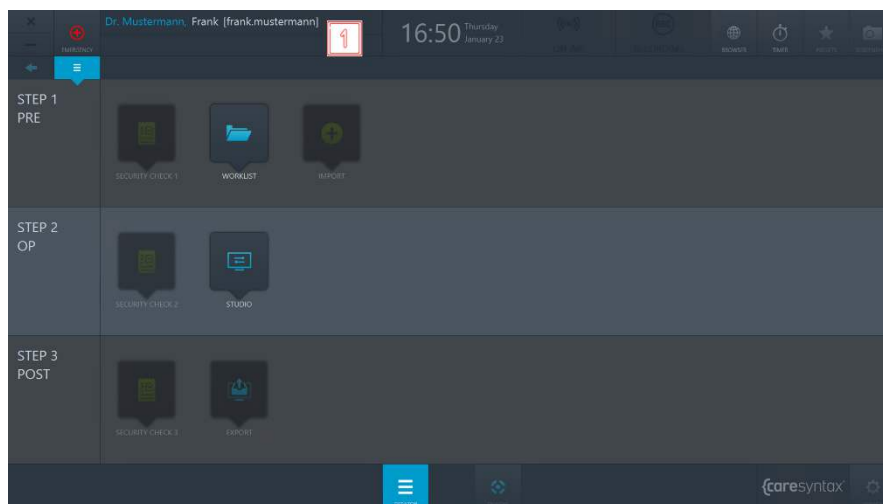 Dr. Mustermann, Frank [frank.mustermann]
1
16:50 Thursday
January 23
EMERGENCY
BROWSER
TIMER
STEP 1
PRE
SECURITY CHECK 1
WORKLIST
IMPORT
STEP 2
OP
SECURITY CHECK 2
STUDIO
STEP 3
POST
SECURITY CHECK 3
EXPORT
{caresyntax